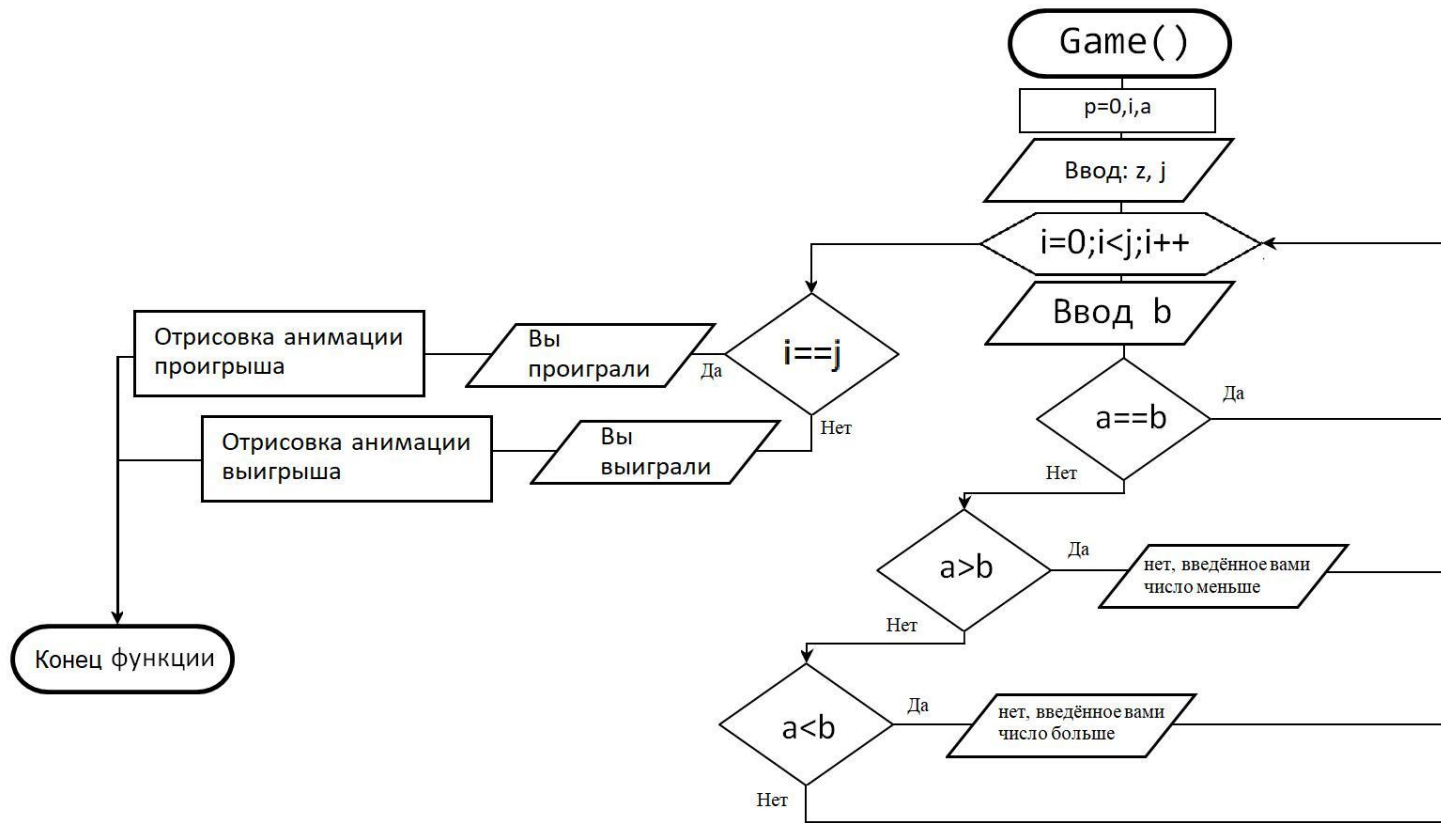 Game()
p=0,i,a
Ввод: z, j
i=0;i<j;i++
Ввод b
a==b
Да
Нет
a>b
Да
нет, введённое вами
число меньше
Нет
a<b
Да
нет, введённое вами
число больше
Нет
i==j
Да
Вы
проиграли
Отрисовка анимации
проигрыша
Нет
Вы
выиграли
Отрисовка анимации
выигрыша
Конец функции